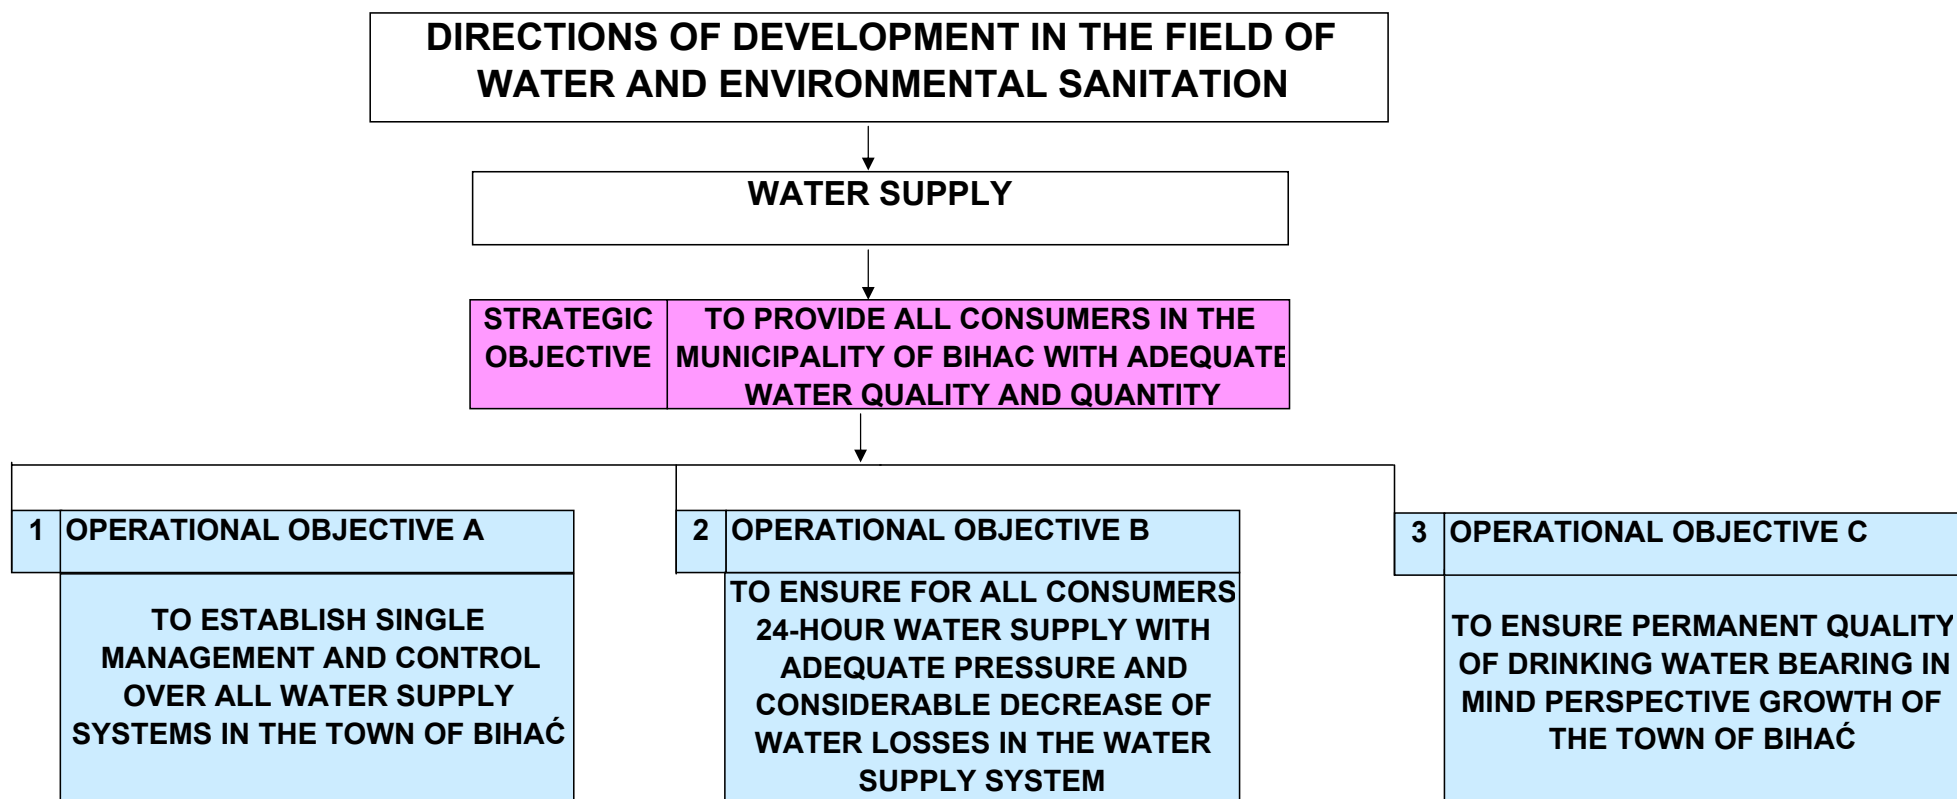 DIRECTIONS OF DEVELOPMENT IN THE FIELD OF
WATER AND ENVIRONMENTAL SANITATION
WATER SUPPLY
STRATEGIC
OBJECTIVE
TO PROVIDE ALL CONSUMERS IN THE
MUNICIPALITY OF BIHAC WITH ADEQUATE
WATER QUALITY AND QUANTITY
1 OPERATIONAL OBJECTIVE A
TO ESTABLISH SINGLE
MANAGEMENT AND CONTROL
OVER ALL WATER SUPPLY
SYSTEMS IN THE TOWN OF BIHAĆ
2 OPERATIONAL OBJECTIVE B
TO ENSURE FOR ALL CONSUMERS
24-HOUR WATER SUPPLY WITH
ADEQUATE PRESSURE AND
CONSIDERABLE DECREASE OF
WATER LOSSES IN THE WATER
SUPPLY SYSTEM
3 OPERATIONAL OBJECTIVE C
TO ENSURE PERMANENT QUALITY
OF DRINKING WATER BEARING IN
MIND PERSPECTIVE GROWTH OF
THE TOWN OF BIHAĆ